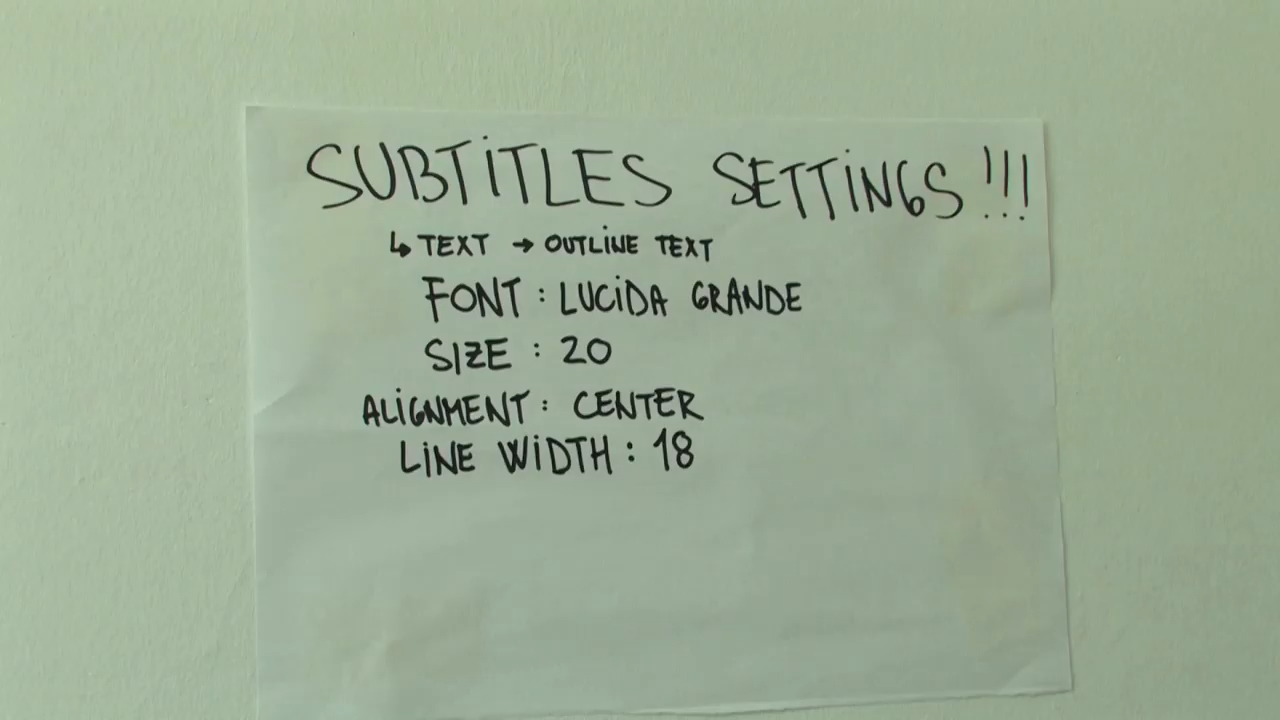 SUBTITLES SETTINGS!!!
↳ TEXT → OUTLINE TEXT
FONT : LUCIDA GRANDE
SIZE : 20
ALIGNMENT : CENTER
LINE WIDTH : 18